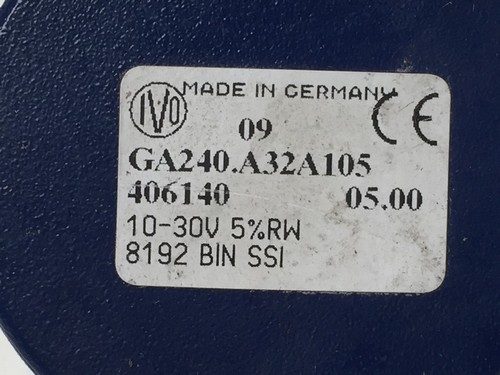 IVO MADE IN GERMANY CE
09
GA240.A32A105
406140 05.00
10-30V 5%RW
8192 BIN SSI